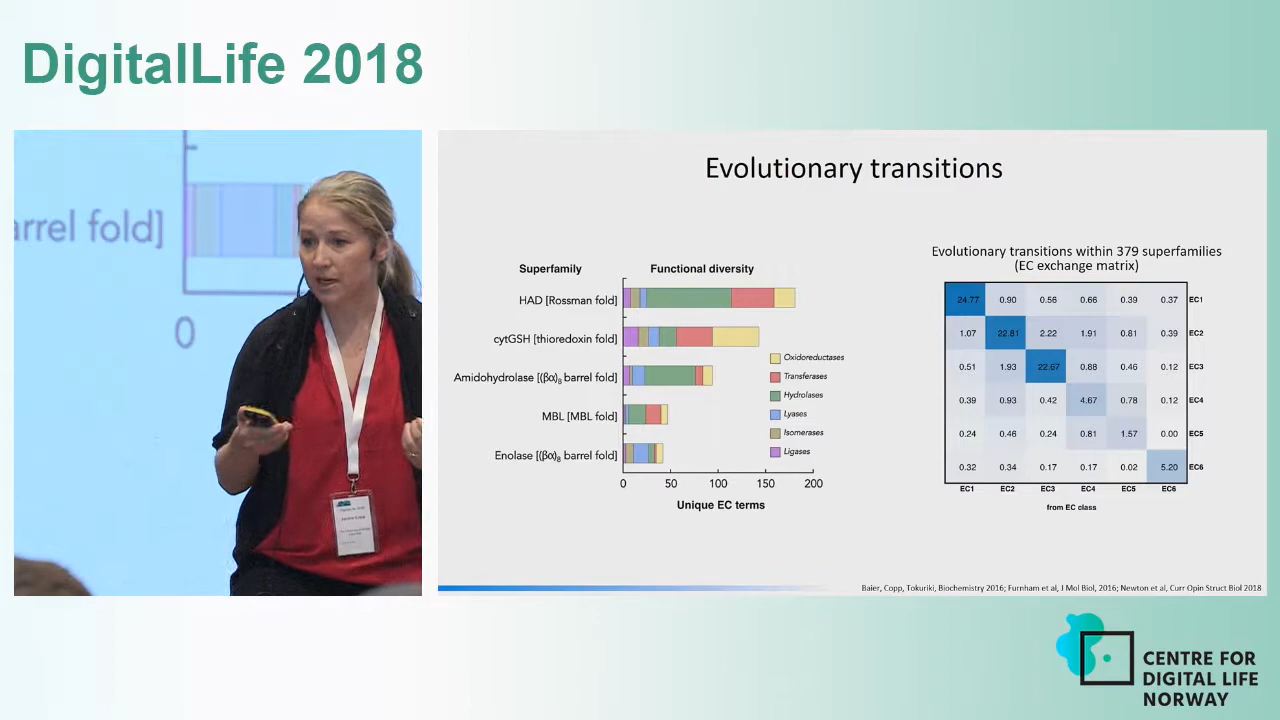 DigitalLife 2018
arrel fold]
0
Evolutionary transitions
Superfamily
Functional diversity
HAD [Rossman fold]
cytGSH [thioredoxin fold]
Amidohydrolase [(βα)8 barrel fold]
MBL [MBL fold]
Enolase [(βα)8 barrel fold]
0 50 100 150 200
Unique EC terms
Oxidoreductases
Transferases
Hydrolases
Lyases
Isomerases
Ligases
Evolutionary transitions within 379 superfamilies
(EC exchange matrix)
24.77 0.90 0.56 0.66 0.39 0.37 EC1
1.07 22.81 2.22 1.91 0.81 0.39 EC2
0.51 1.93 22.67 0.88 0.46 0.12 EC3
0.39 0.93 0.42 4.67 0.78 0.12 EC4
0.24 0.46 0.24 0.81 1.57 0.00 EC5
0.32 0.34 0.17 0.17 0.02 5.20 EC6
EC1 EC2 EC3 EC4 EC5 EC6
from EC class
Baier, Copp, Tokuriki, Biochemistry 2016; Furnham et al, J Mol Biol, 2016; Newton et al, Curr Opin Struct Biol 2018
CENTRE FOR
DIGITAL LIFE
NORWAY